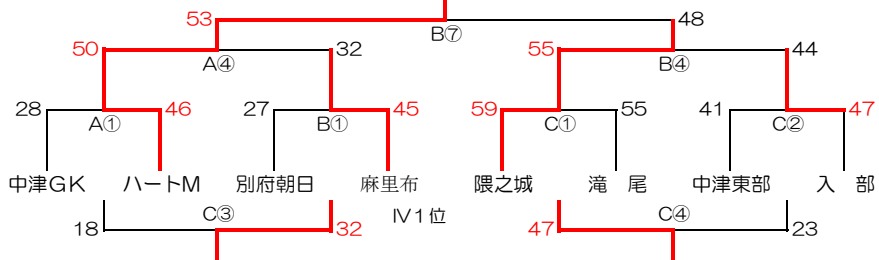 53 B⑦ 48
50 A④ 32 55 B④ 44
28 A① 46 27 B① 45 59 C① 55 41 C② 47
中津GK ハートM 別府朝日 麻里布 隈之城 滝 尾 中津東部 入 部
18 C③ 32 Ⅳ1位 47 C④ 23